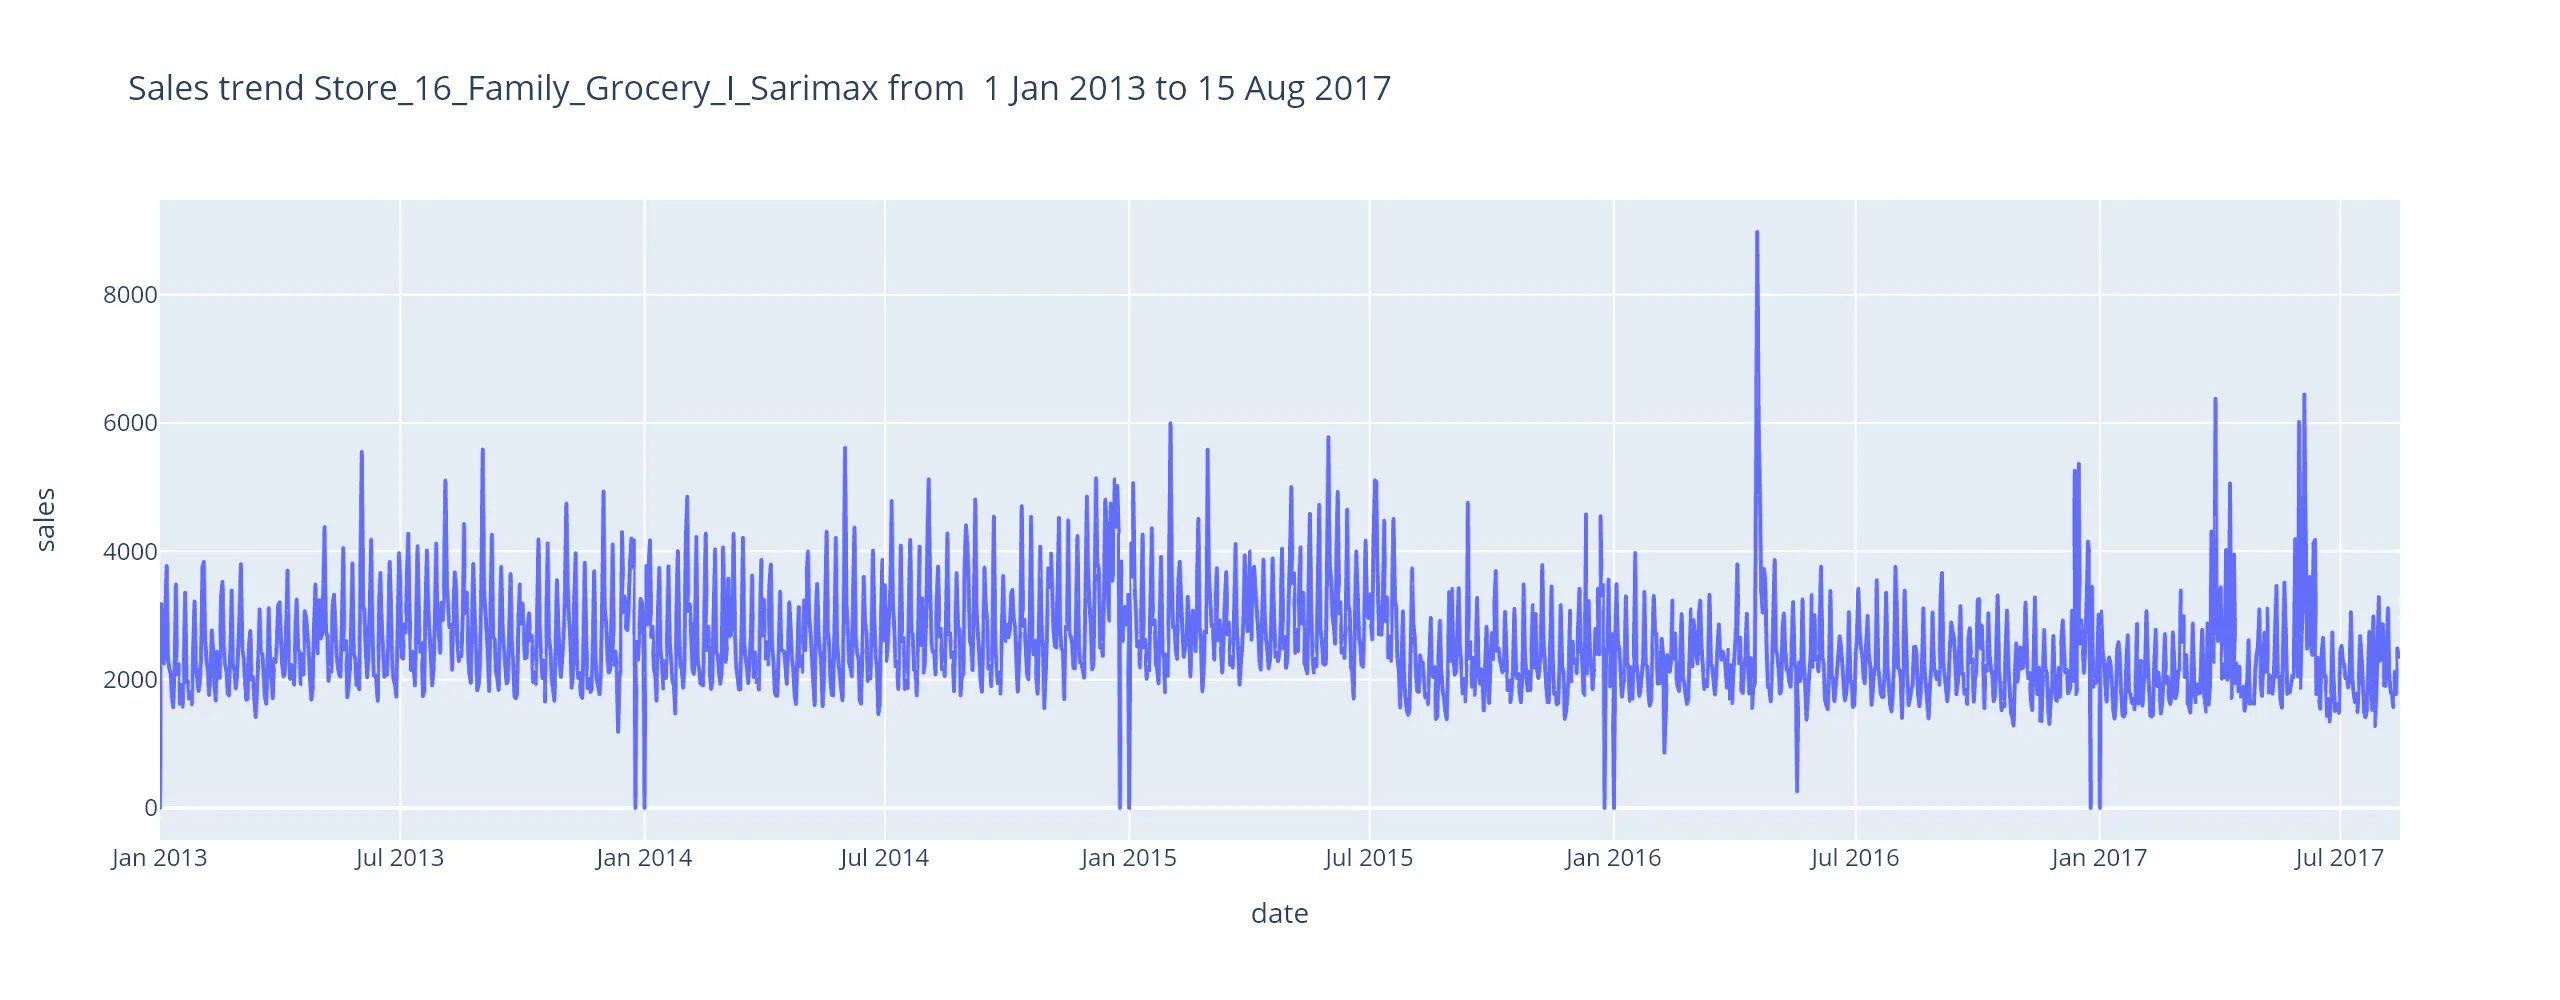 Sales trend Store_16_Family_Grocery_I_Sarimax from  1 Jan 2013 to 15 Aug 2017
8000
6000
4000
2000
0
sales
Jan 2013 Jul 2013 Jan 2014 Jul 2014 Jan 2015 Jul 2015 Jan 2016 Jul 2016 Jan 2017 Jul 2017
date